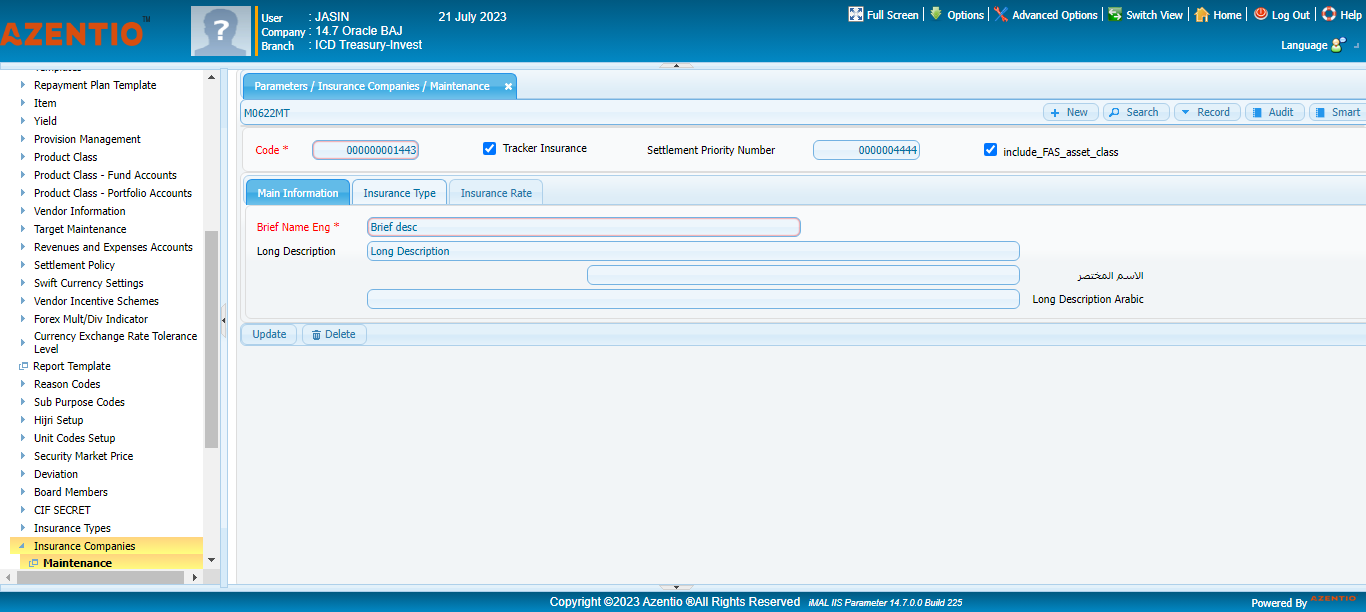 AZENTIO™
User : JASIN 21 July 2023
Company : 14.7 Oracle BAJ
Branch : ICD Treasury-Invest
Full Screen Options Advanced Options Switch View Home Log Out Help
Language
Templates
Repayment Plan Template
Item
Yield
Provision Management
Product Class
Product Class - Fund Accounts
Product Class - Portfolio Accounts
Vendor Information
Target Maintenance
Revenues and Expenses Accounts
Settlement Policy
Swift Currency Settings
Vendor Incentive Schemes
Forex Mult/Div Indicator
Currency Exchange Rate Tolerance
Level
Report Template
Reason Codes
Sub Purpose Codes
Hijri Setup
Unit Codes Setup
Security Market Price
Deviation
Board Members
CIF SECRET
Insurance Types
Insurance Companies
Maintenance
Parameters / Insurance Companies / Maintenance
M0622MT New Search Record Audit Smart
Code * 000000001443 Tracker Insurance Settlement Priority Number 0000004444 include_FAS_asset_class
Main Information Insurance Type Insurance Rate
Brief Name Eng * Brief desc
Long Description Long Description
الاسم المختصر
Long Description Arabic
Update Delete
Copyright ©2023 Azentio ®All Rights Reserved iMAL IIS Parameter 14.7.0.0 Build 225
Powered By AZENTIO